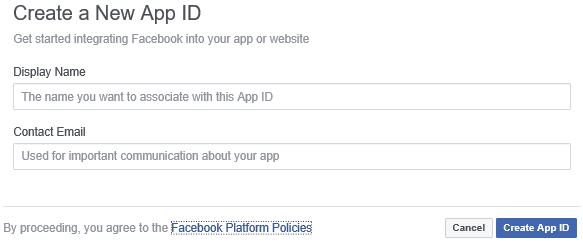 Create a New App ID
Get started integrating Facebook into your app or website
Display Name
The name you want to associate with this App ID
Contact Email
Used for important communication about your app
By proceeding, you agree to the Facebook Platform Policies
Cancel
Create App ID